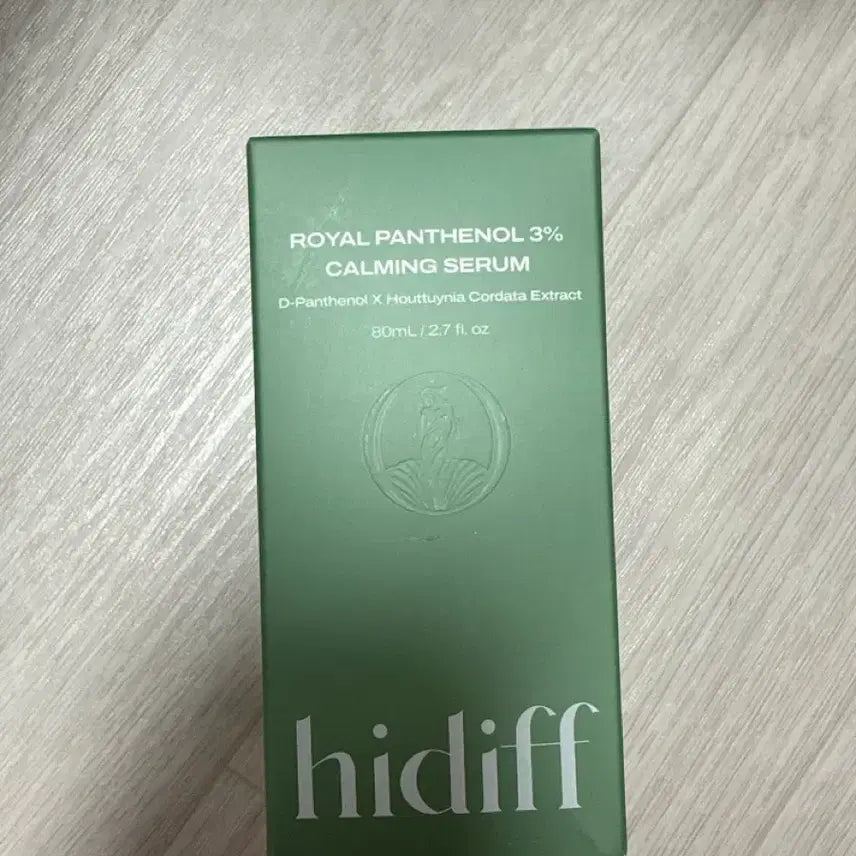 ROYAL PANTHENOL 3%
CALMING SERUM
D-Panthenol X Houttuynia Cordata Extract
80mL / 2.7 fl. oz
hidiff